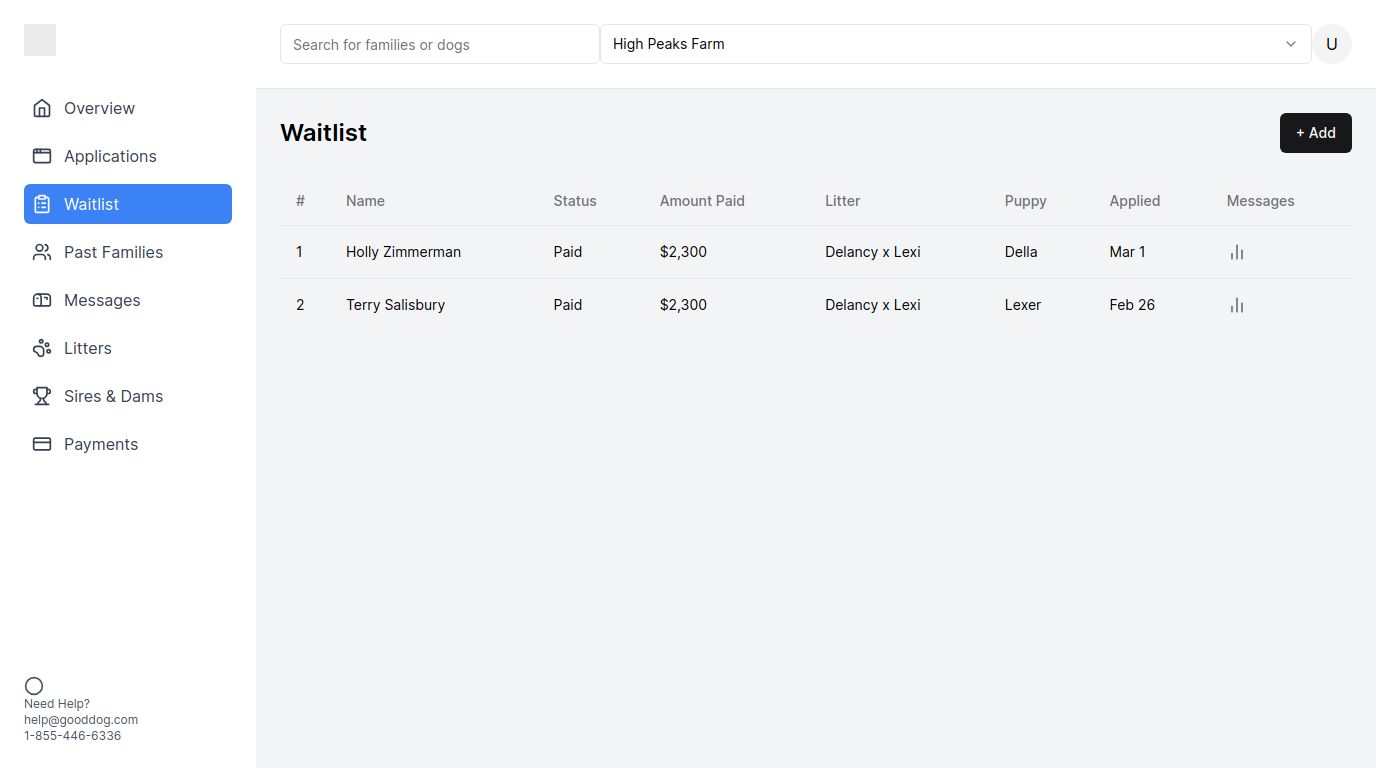 Search for families or dogs
High Peaks Farm
U
Overview
Applications
Waitlist
Past Families
Messages
Litters
Sires & Dams
Payments
Need Help?
help@gooddog.com
1-855-446-6336
Waitlist
+ Add
# Name Status Amount Paid Litter Puppy Applied Messages
1 Holly Zimmerman Paid $2,300 Delancy x Lexi Della Mar 1
2 Terry Salisbury Paid $2,300 Delancy x Lexi Lexer Feb 26